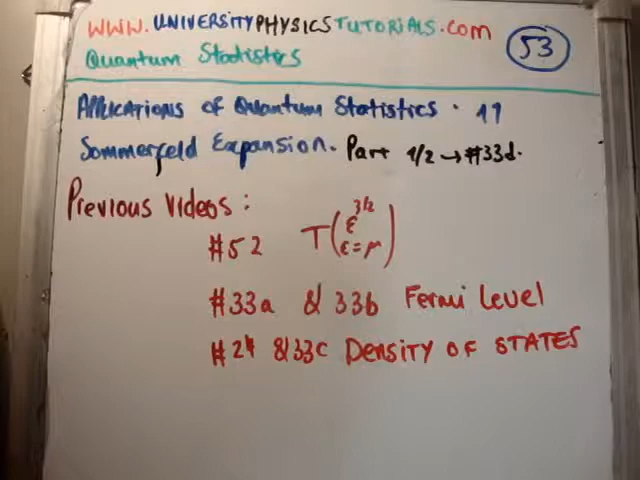 WWW.UNIVERSITYPHYSICSTUTORIALS.COM
53
Quantum Statistics
Applications of Quantum Statistics. 11
Sommerfeld Expansion. Part 1/2 → #33d.
Previous Videos:
#52 T(ε^3/2 ε=μ)
#33a & 33b Fermi Level
#24 & 33c DENSITY OF STATES